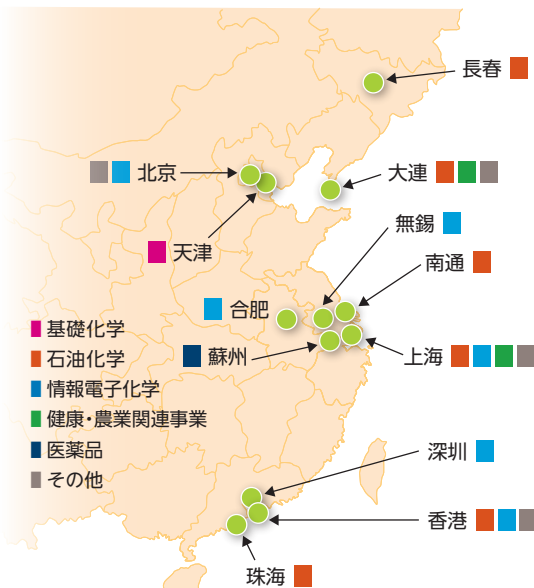 長春
北京
大連
天津
無錫
南通
合肥
蘇州
上海
基礎化学
石油化学
情報電子化学
健康・農業関連事業
医薬品
その他
深圳
香港
珠海